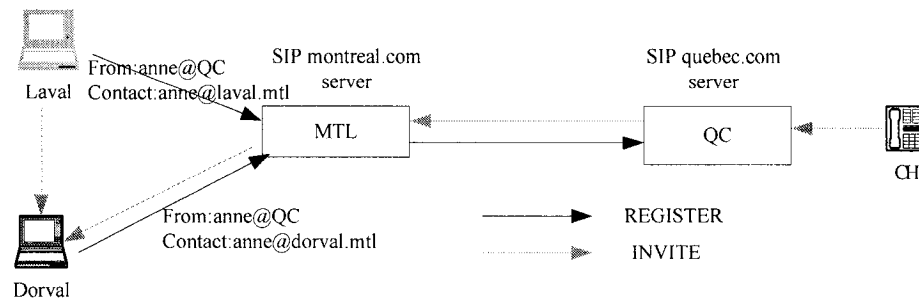 SIP montreal.com
server
SIP quebec.com
server
From:anne@QC
Contact:anne@laval.mtl
Laval
MTL
QC
CH
From:anne@QC
Contact:anne@dorval.mtl
REGISTER
INVITE
Dorval